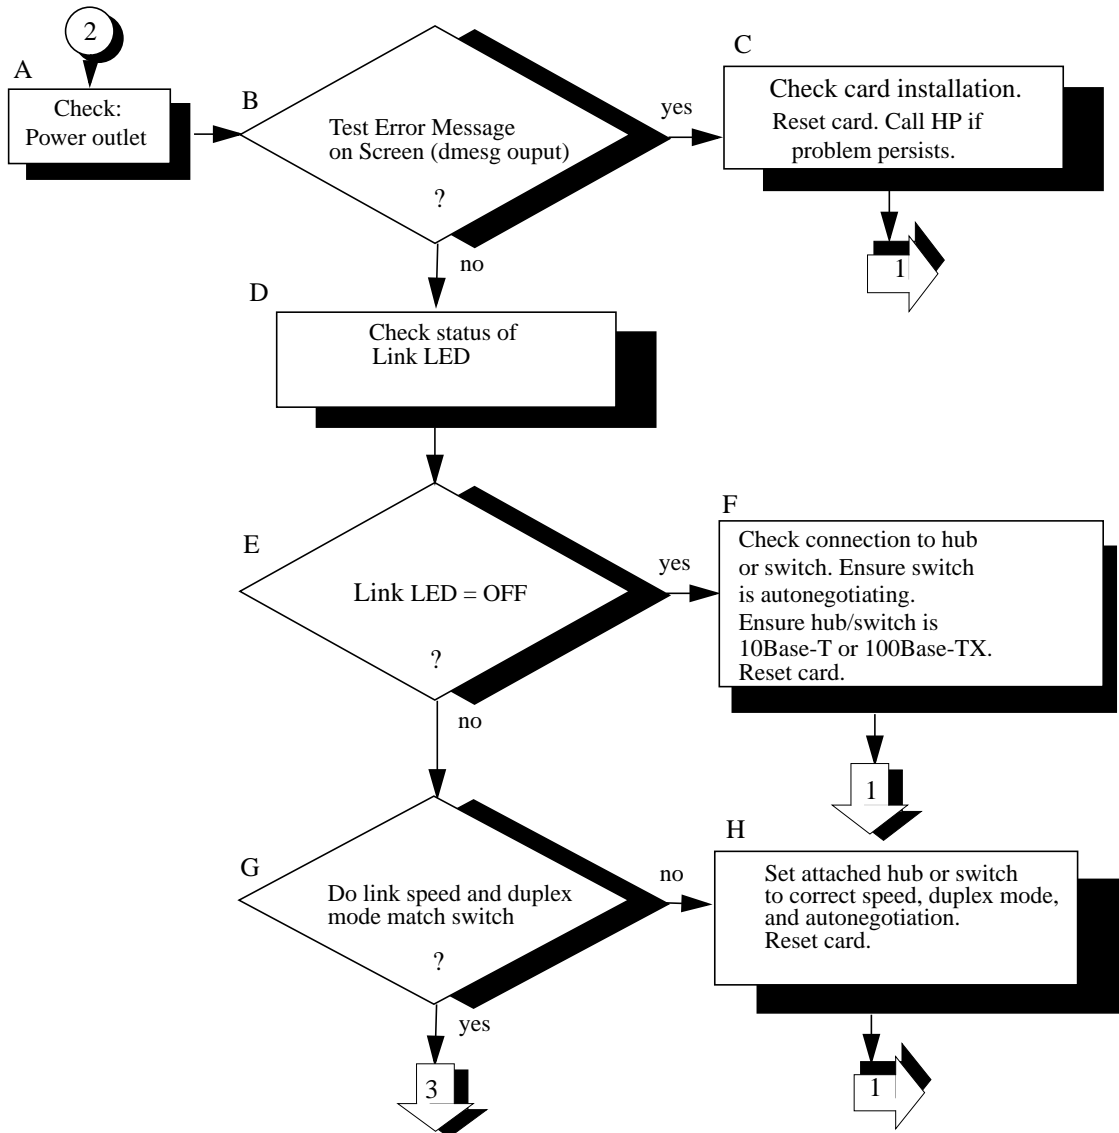 2
A
Check:
Power outlet
B
Test Error Message
on Screen (dmesg ouput)
?
yes
no
C
Check card installation.
Reset card. Call HP if
problem persists.
1
D
Check status of
Link LED
E
Link LED = OFF
?
yes
no
F
Check connection to hub
or switch. Ensure switch
is autonegotiating.
Ensure hub/switch is
10Base-T or 100Base-TX.
Reset card.
1
G
Do link speed and duplex
mode match switch
?
no
yes
H
Set attached hub or switch
to correct speed, duplex mode,
and autonegotiation.
Reset card.
1
3